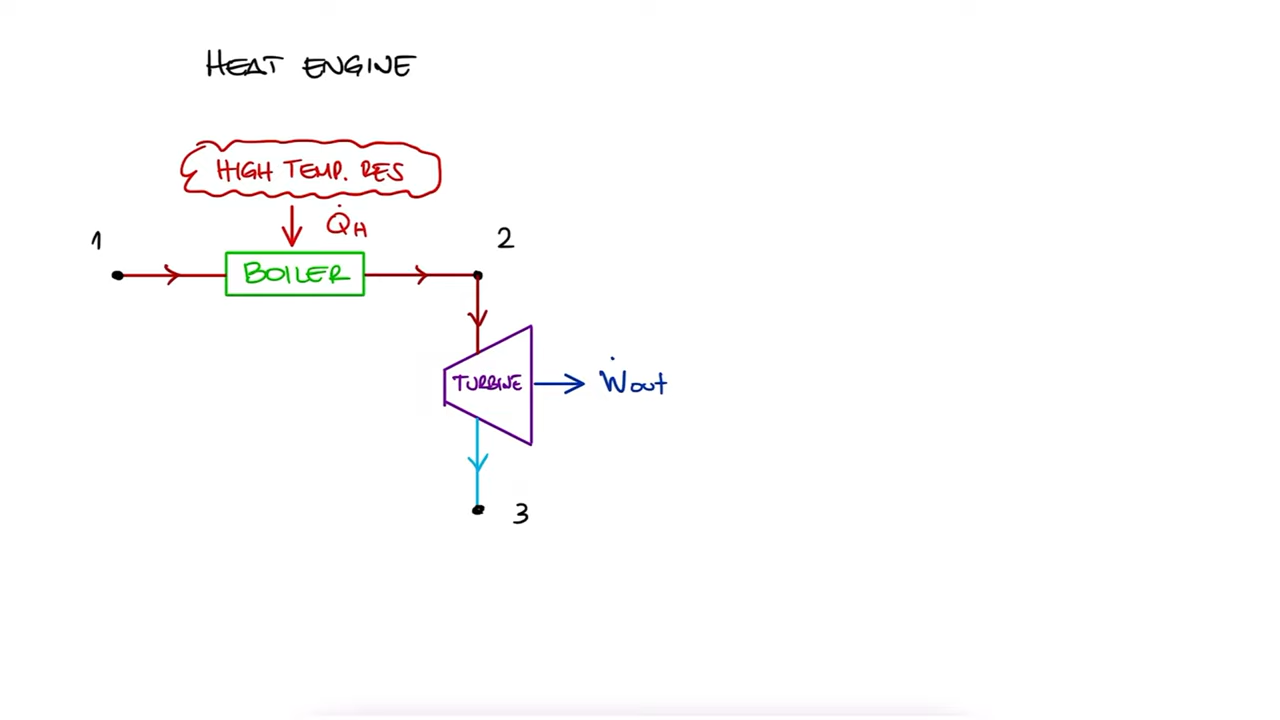 HEAT ENGINE
HIGH TEMP. RES
Q̇H
1
2
BOILER
TURBINE
Ẇout
3